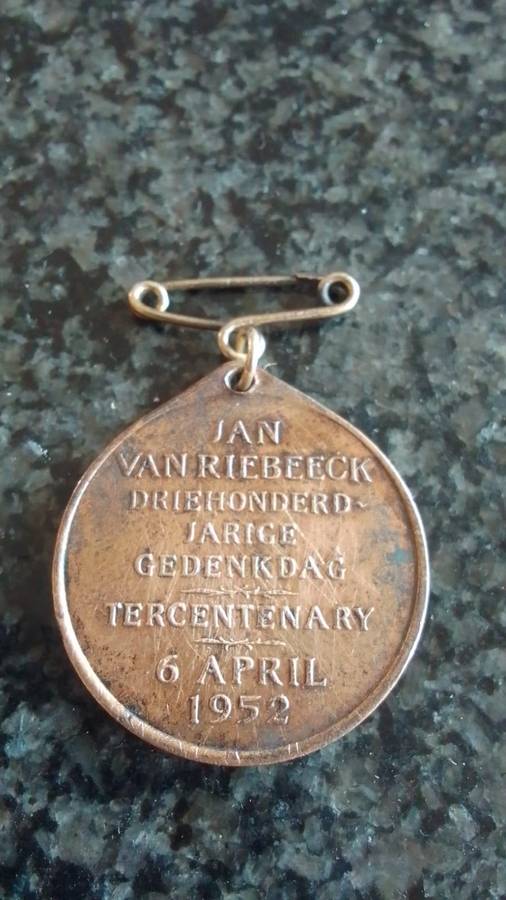 JAN
VAN RIEBEECK
DRIEHONDERD-
JARIGE
GEDENKDAG
TERCENTENARY
6 APRIL
1952